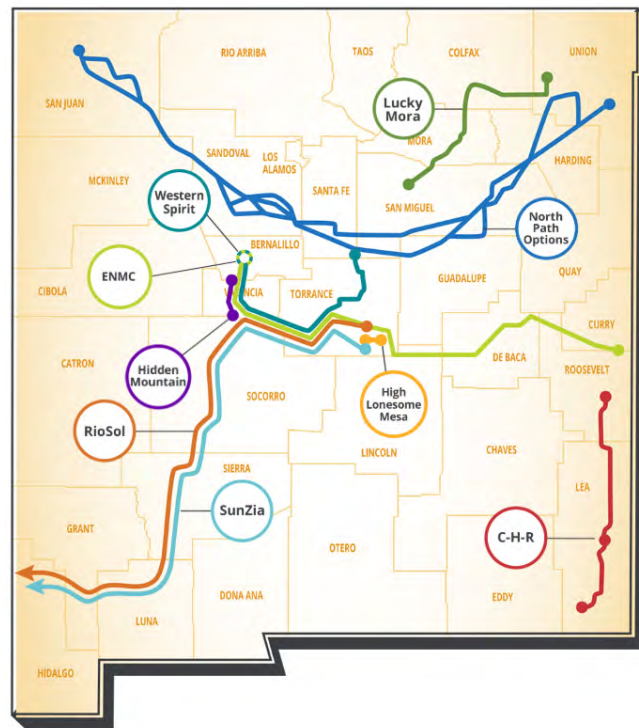 RIO ARRIBA
TAOS
COLFAX
UNION
SAN JUAN
Lucky
Mora
MORA
SANDOVAL
LOS
ALAMOS
HARDING
MCKINLEY
SANTA FE
Western
Spirit
SAN MIGUEL
North
Path
Options
BERNALILLO
ENMC
GUADALUPE
QUAY
CIBOLA
TORRANCE
CURRY
CATRON
DE BACA
ROOSEVELT
Hidden
Mountain
High
Lonesome
Mesa
SOCORRO
RioSol
LINCOLN
CHAVES
SIERRA
LEA
SunZia
GRANT
C-H-R
OTERO
DONA ANA
EDDY
LUNA
HIDALGO